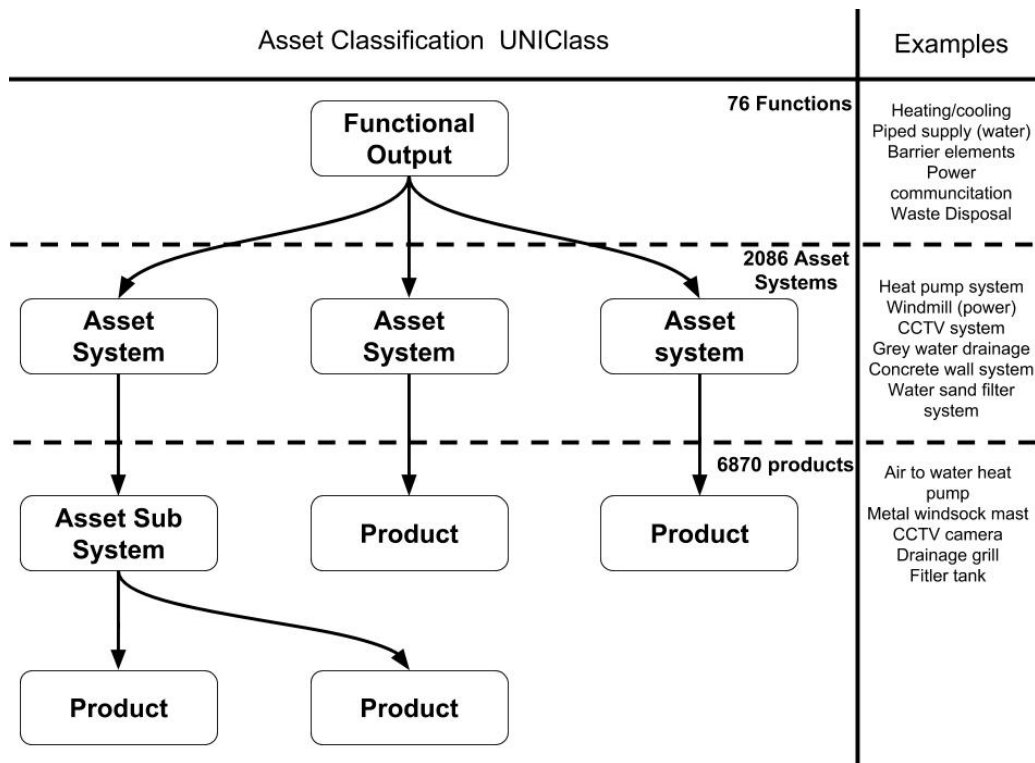 Asset Classification UNIClass
Examples
76 Functions
Functional
Output
Heating/cooling
Piped supply (water)
Barrier elements
Power
communcitation
Waste Disposal
2086 Asset
Systems
Asset
System
Asset
System
Asset
system
Heat pump system
Windmill (power)
CCTV system
Grey water drainage
Concrete wall system
Water sand filter
system
6870 products
Asset Sub
System
Product
Product
Air to water heat
pump
Metal windsock mast
CCTV camera
Drainage grill
Fitler tank
Product
Product